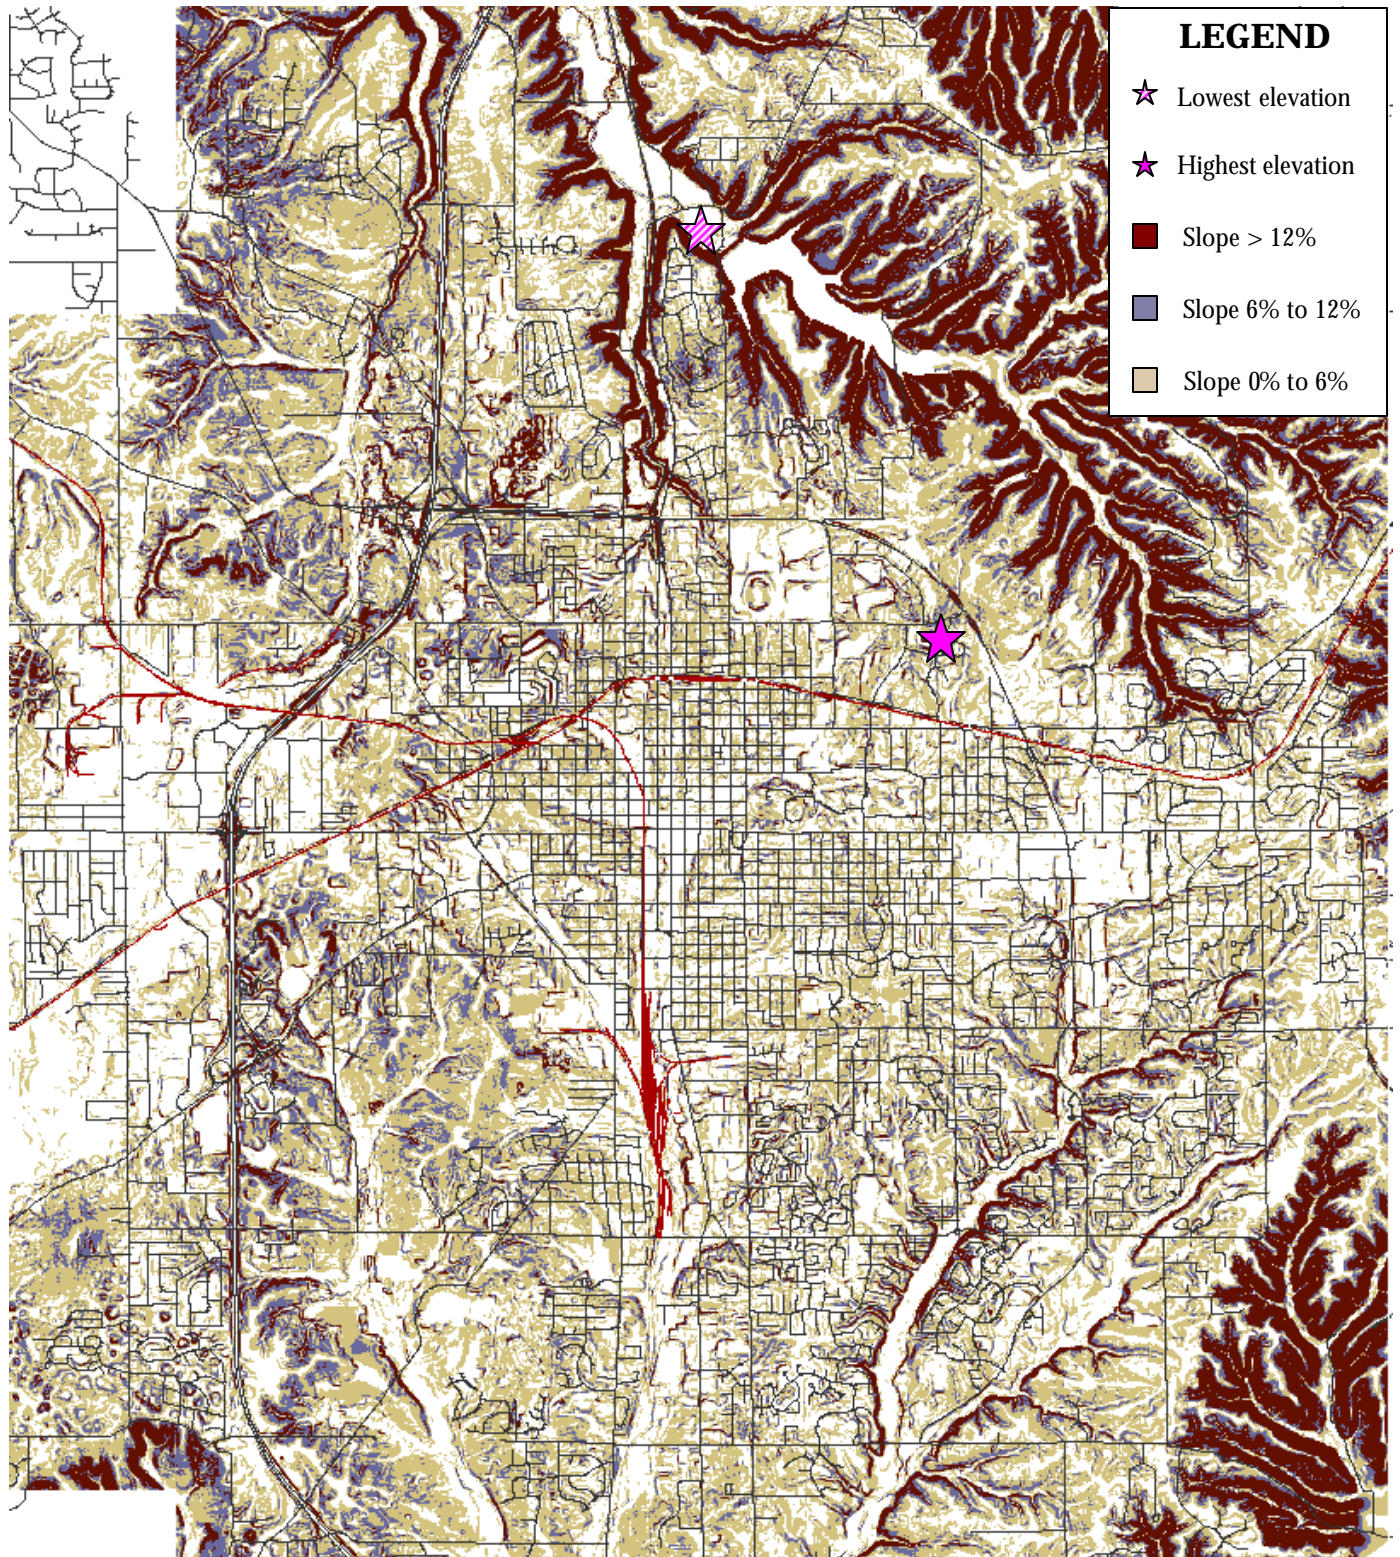 LEGEND
Lowest elevation
Highest elevation
Slope > 12%
Slope 6% to 12%
Slope 0% to 6%